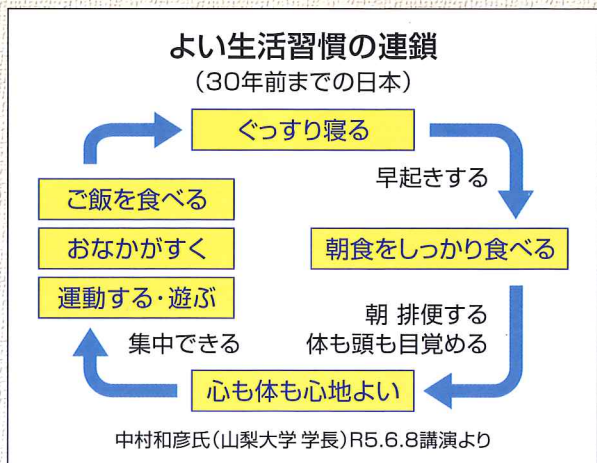 よい生活習慣の連鎖
（30年前までの日本）
ぐっすり寝る
早起きする
朝食をしっかり食べる
朝 排便する
体も頭も目覚める
心も体も心地よい
集中できる
運動する・遊ぶ
おなかがすく
ご飯を食べる
中村和彦氏（山梨大学 学長）R5.6.8講演より